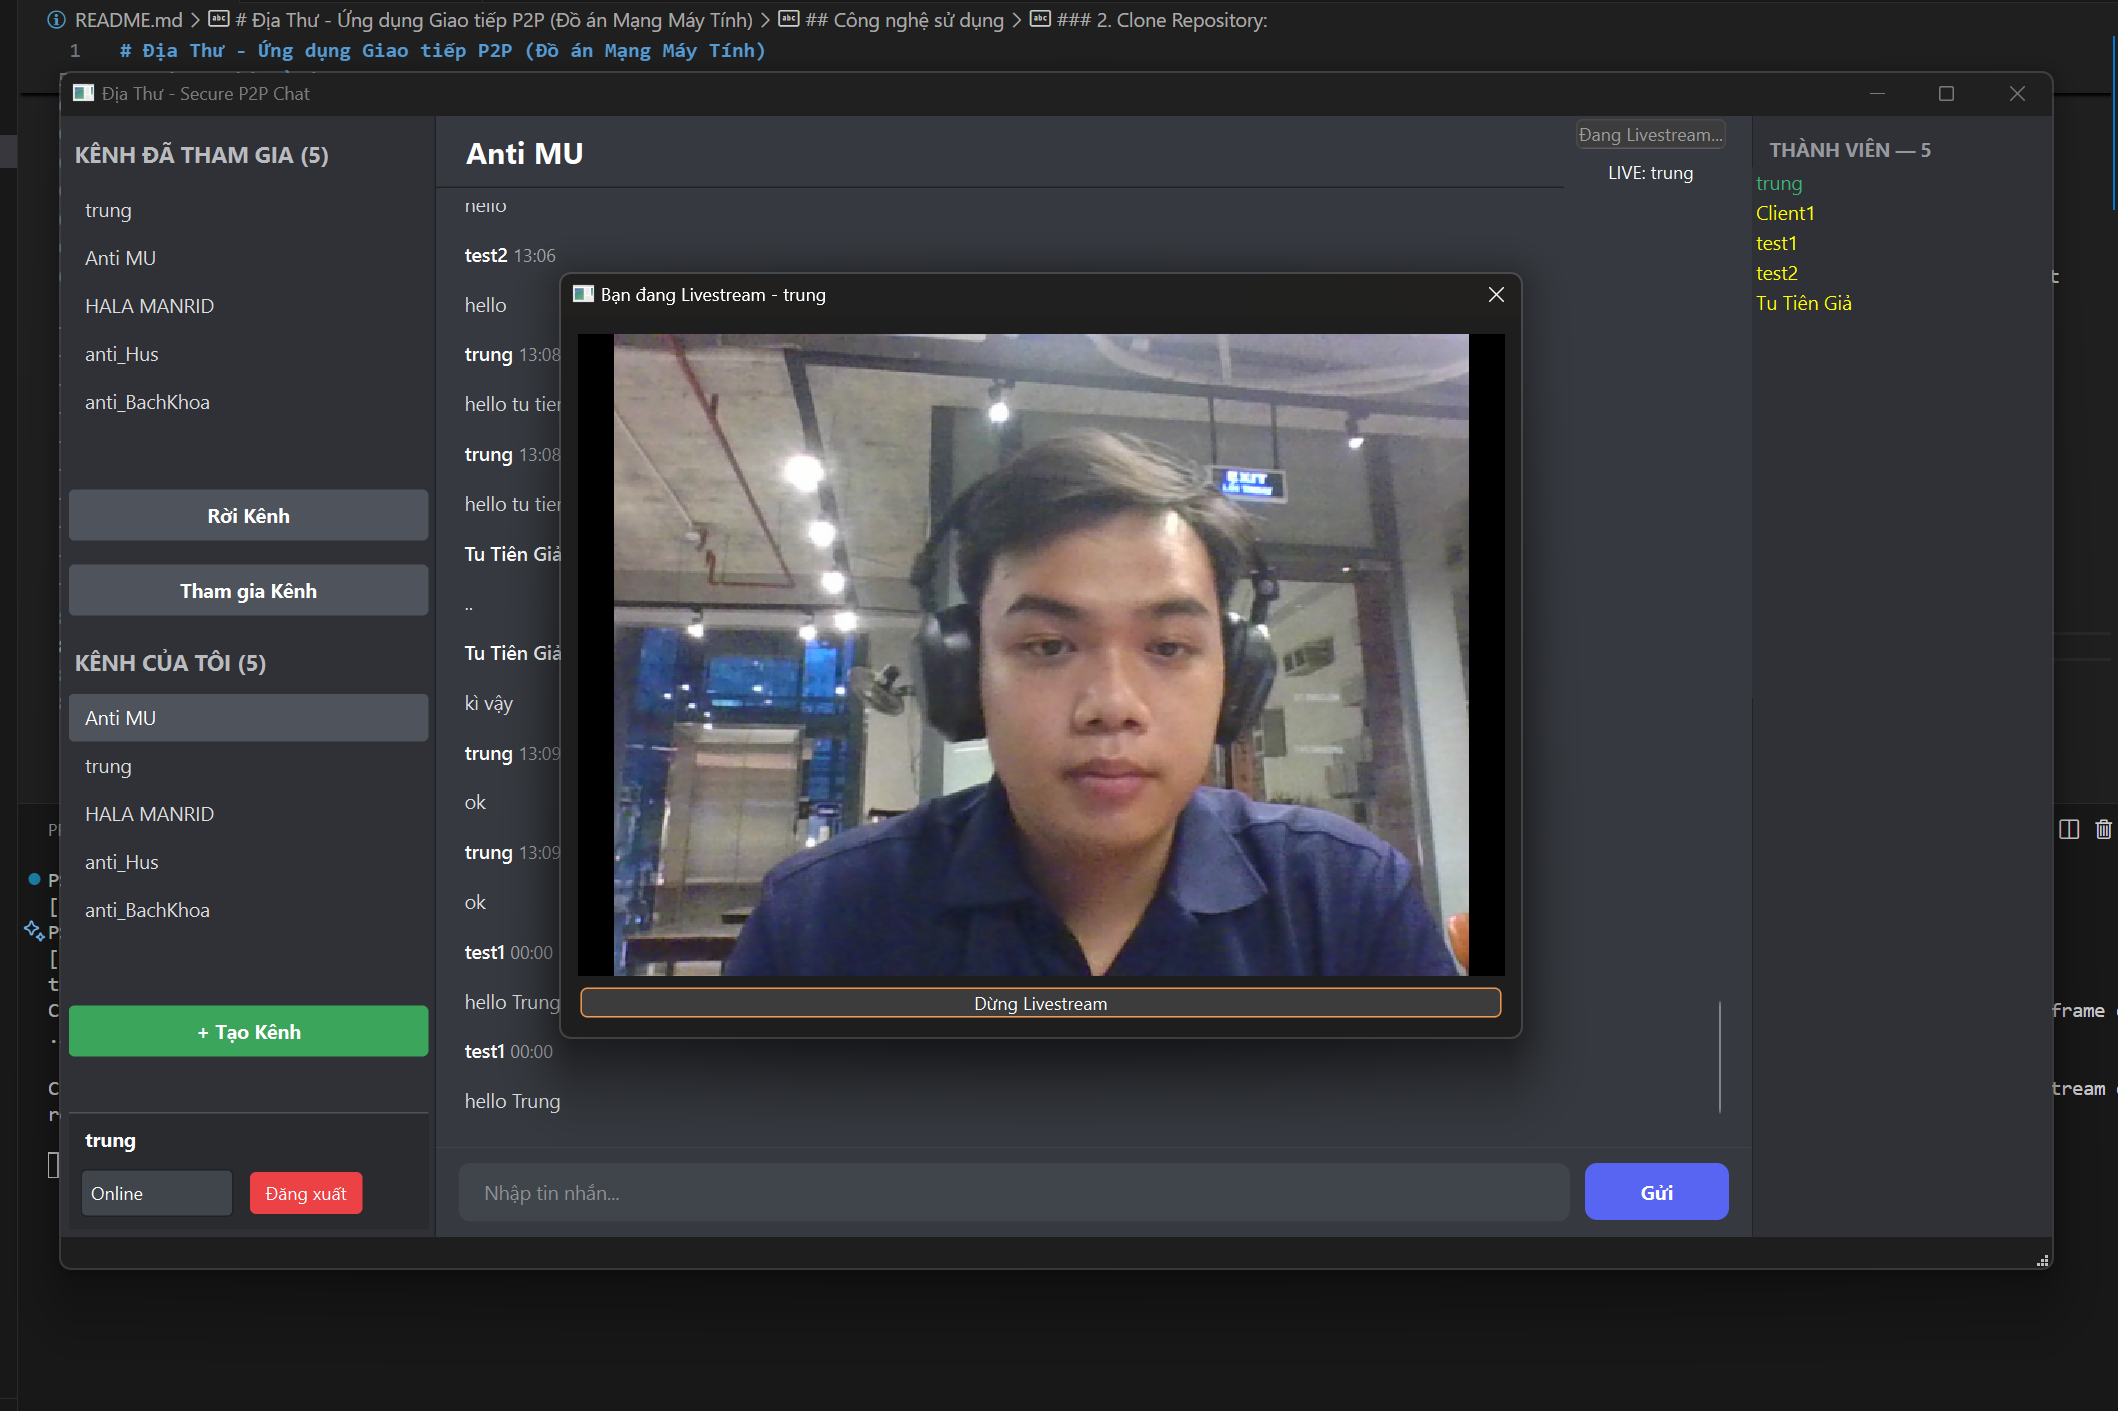 README.md > # Địa Thư - Ứng dụng Giao tiếp P2P (Đồ án Mạng Máy Tính) > ## Công nghệ sử dụng > ### 2. Clone Repository:
1 # Địa Thư - Ứng dụng Giao tiếp P2P (Đồ án Mạng Máy Tính)
Địa Thư - Secure P2P Chat
KÊNH ĐÃ THAM GIA (5)
trung
Anti MU
HALA MANRID
anti_Hus
anti_BachKhoa
Rời Kênh
Tham gia Kênh
KÊNH CỦA TÔI (5)
Anti MU
trung
HALA MANRID
anti_Hus
anti_BachKhoa
+ Tạo Kênh
trung
Online
Đăng xuất
Anti MU
hello
test2 13:06
hello
trung 13:08
hello tu
trung 13:08
hello tu
Tu Tiên Giả
..
Tu Tiên Giả
kì vậy
trung 13:09
ok
trung 13:09
ok
test1 00:00
hello Trung
test1 00:00
hello Trung
Nhập tin nhắn...
Gửi
Bạn đang Livestream - trung
EXIT
Dừng Livestream
Đang Livestream...
LIVE: trung
THÀNH VIÊN — 5
trung
Client1
test1
test2
Tu Tiên Giả
frame